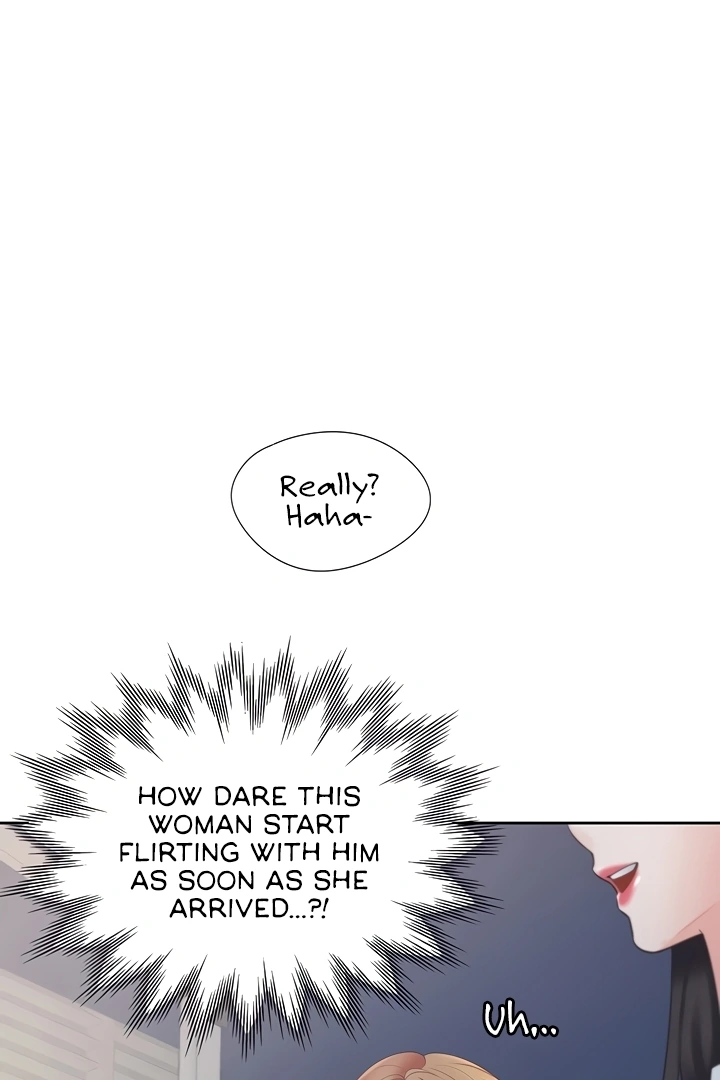 Really?
Haha-
HOW DARE THIS
WOMAN START
FLIRTING WITH HIM
AS SOON AS SHE
ARRIVED...?!
Uh,...